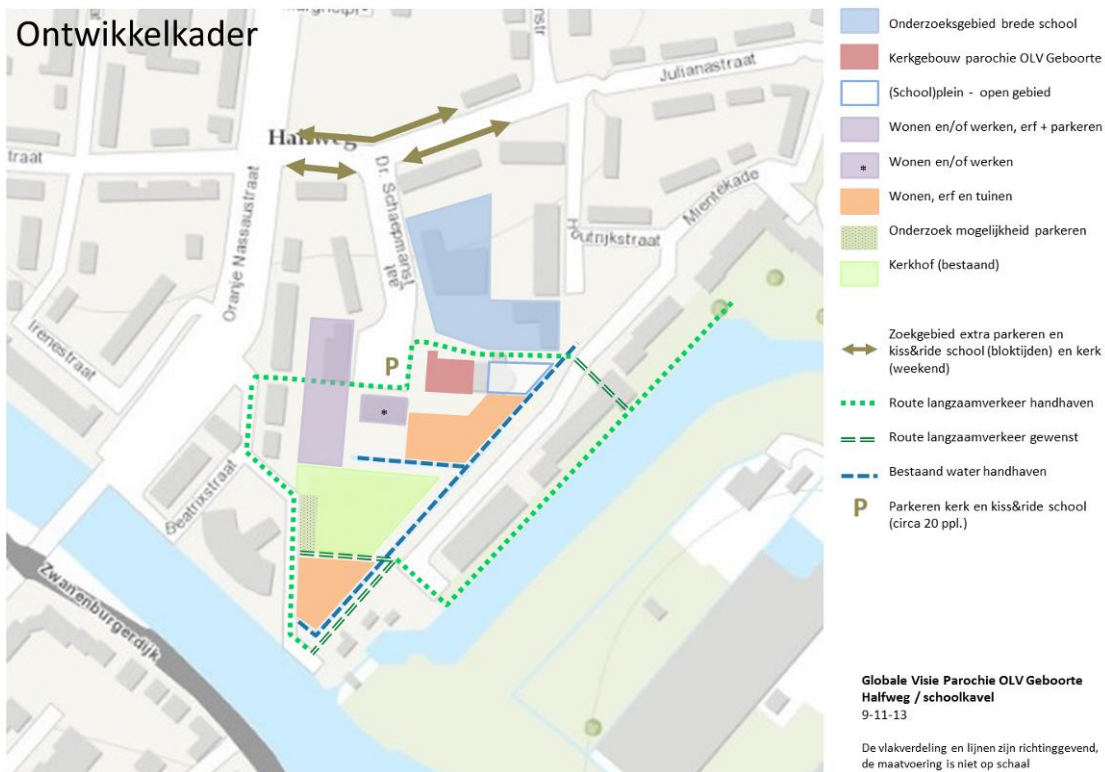 Ontwikkelkader
Julianastraat
Halfweg
traat
Dr. Schaepmanst
aat
Oranje Nassaustraat
Houtrijkstraat
Mientekade
Irenestraat
P
*
Beatrixstraat
Zwanenburgerdijk
Onderzoeksgebied brede school
Kerkgebouw parochie OLV Geboorte
(School)plein - open gebied
Wonen en/of werken, erf + parkeren
* Wonen en/of werken
Wonen, erf en tuinen
Onderzoek mogelijkheid parkeren
Kerkhof (bestaand)
Zoekgebied extra parkeren en
kiss&ride school (bloktijden) en kerk
(weekend)
Route langzaamverkeer handhaven
Route langzaamverkeer gewenst
Bestaand water handhaven
P Parkeren kerk en kiss&ride school
(circa 20 ppl.)
Globale Visie Parochie OLV Geboorte
Halfweg / schoolkavel
9-11-13
De vlakverdeling en lijnen zijn richtinggevend,
de maatvoering is niet op schaal